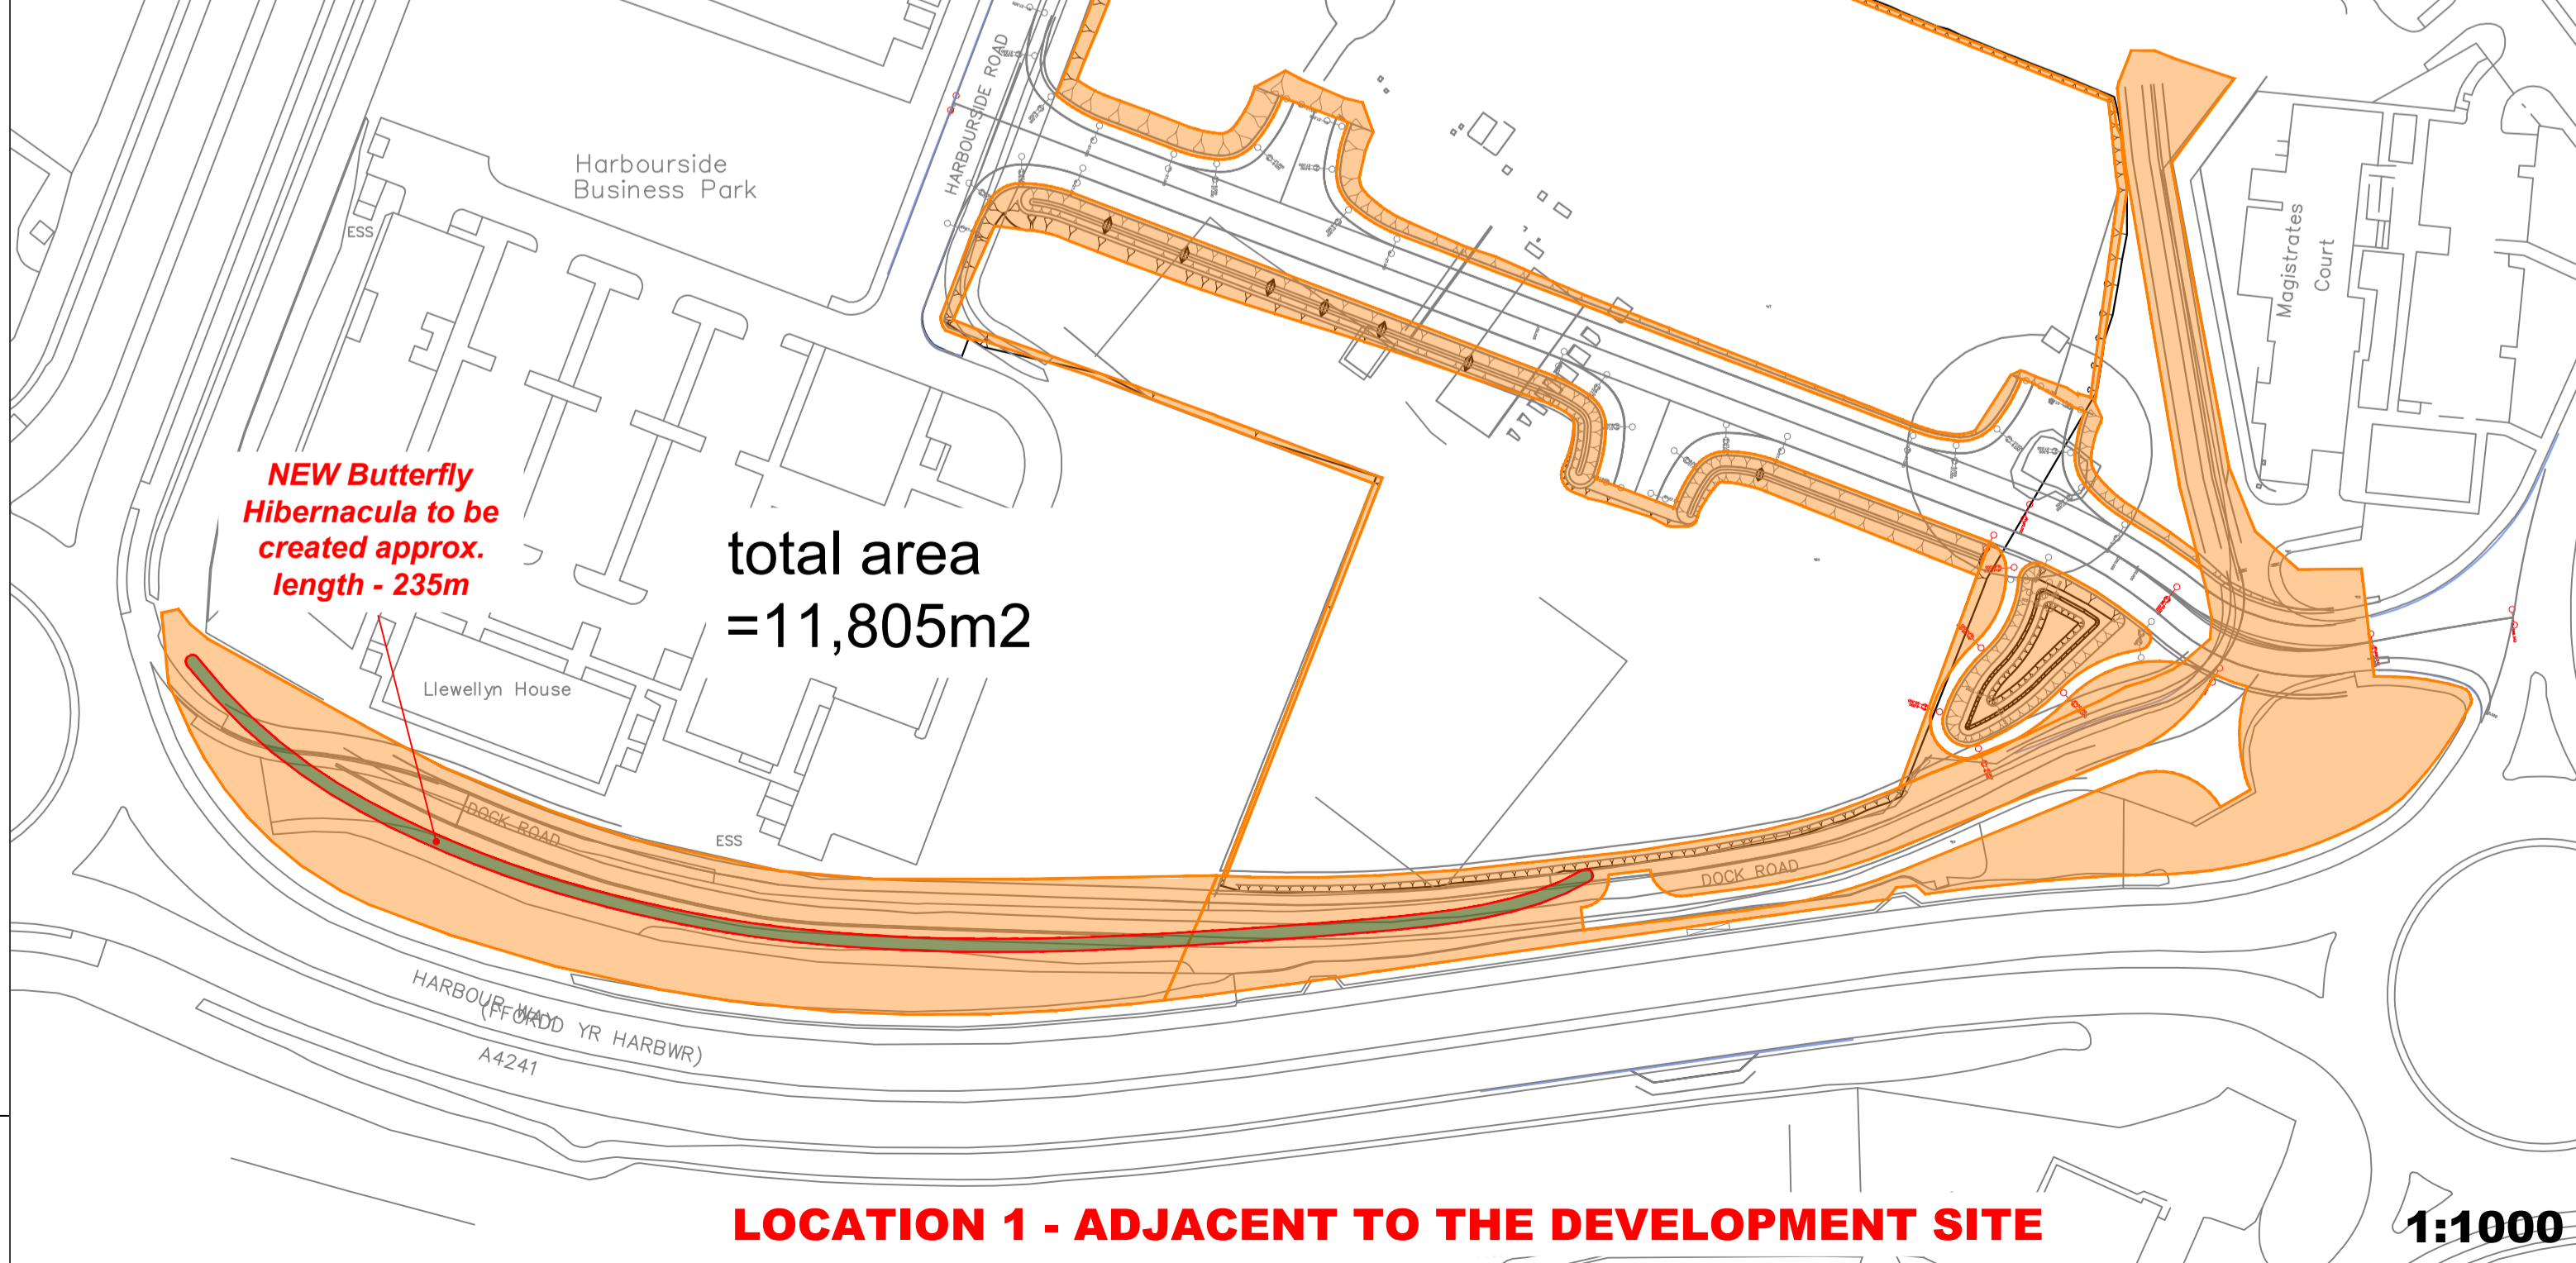 HARBOURSIDE ROAD
Harbourside
Business Park
ESS
Magistrates
Court
NEW Butterfly
Hibernacula to be
created approx.
length - 235m
total area
=11,805m2
Llewellyn House
DOCK ROAD
ESS
DOCK ROAD
HARBOUR WAY
(FFORDD YR HARBWR)
A4241
LOCATION 1 - ADJACENT TO THE DEVELOPMENT SITE
1:1000